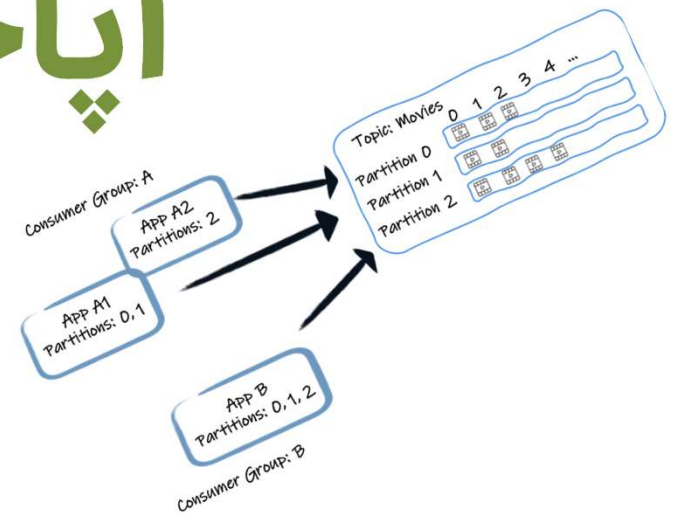 Topic: Movies 0 1 2 3 4 ...
Partition 0
Partition 1
Partition 2
Consumer Group: A
App A2
Partitions: 2
App A1
Partitions: 0,1
App B
Partitions: 0,1,2
Consumer Group: B